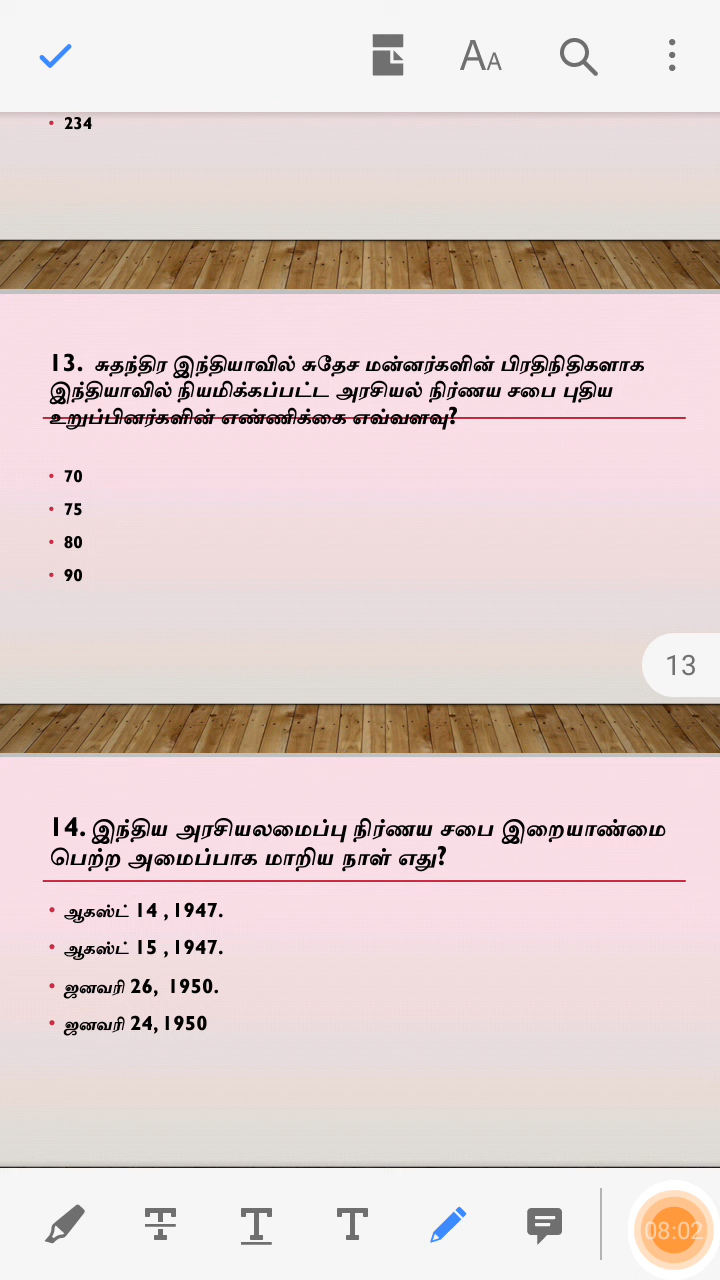 AA
• 234
13. சுதந்திர இந்தியாவில் சுதேச மன்னர்களின் பிரதிநிதிகளாக
இந்தியாவில் நியமிக்கப்பட்ட அரசியல் நிர்ணய சபை புதிய
உறுப்பினர்களின் எண்ணிக்கை எவ்வளவு?
• 70
• 75
• 80
• 90
13
14. இந்திய அரசியலமைப்பு நிர்ணய சபை இறையாண்மை
பெற்ற அமைப்பாக மாறிய நாள் எது?
• ஆகஸ்ட் 14 , 1947.
• ஆகஸ்ட் 15 , 1947.
• ஜனவரி 26, 1950.
• ஜனவரி 24, 1950
T T T
08:02